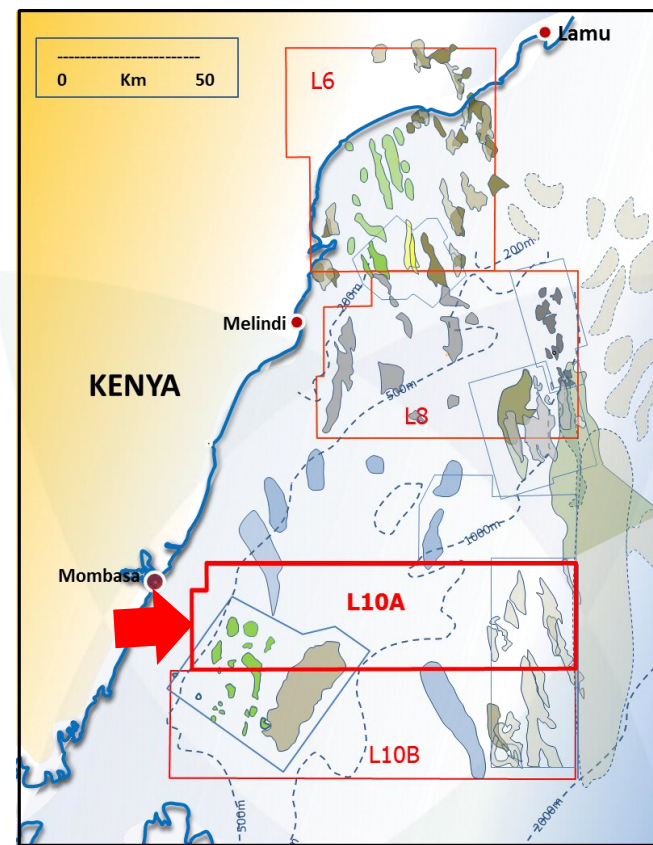 Lamu
-------------------------
0 Km 50
L6
200m
200m
Melindi
KENYA
500m
L8
1000m
Mombasa
L10A
L10B
500m
2000m